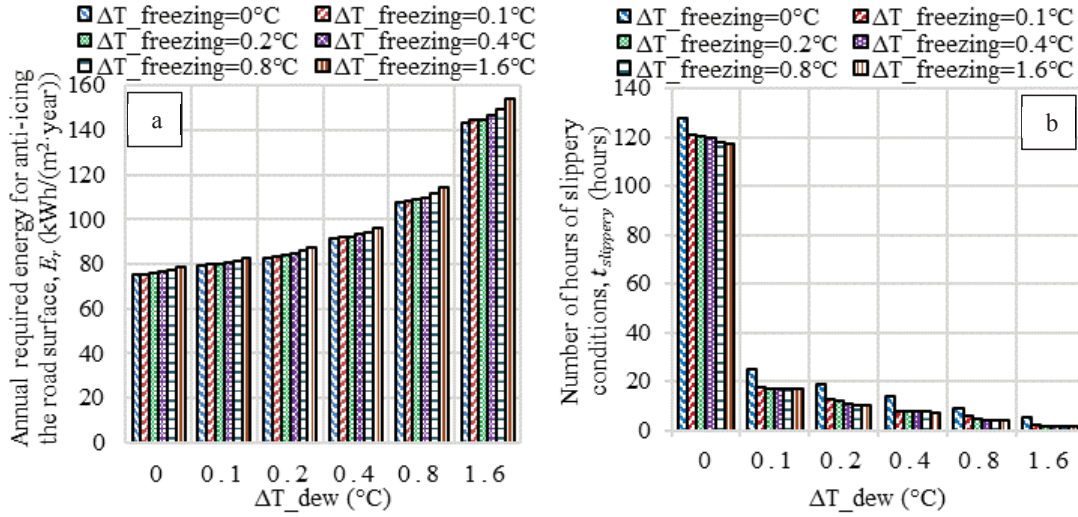 ΔT_freezing=0°C ΔT_freezing=0.1°C
ΔT_freezing=0.2°C ΔT_freezing=0.4°C
ΔT_freezing=0.8°C ΔT_freezing=1.6°C
Annual required energy for anti-icing
the road surface, Er (kWh/(m²·year)
160
140
120
100
80
60
40
20
0
a
0 0.1 0.2 0.4 0.8 1.6
ΔT_dew (°C)
ΔT_freezing=0°C ΔT_freezing=0.1°C
ΔT_freezing=0.2°C ΔT_freezing=0.4°C
ΔT_freezing=0.8°C ΔT_freezing=1.6°C
Number of hours of slippery
conditions, tslippery (hours)
140
120
100
80
60
40
20
0
b
0 0.1 0.2 0.4 0.8 1.6
ΔT_dew (°C)